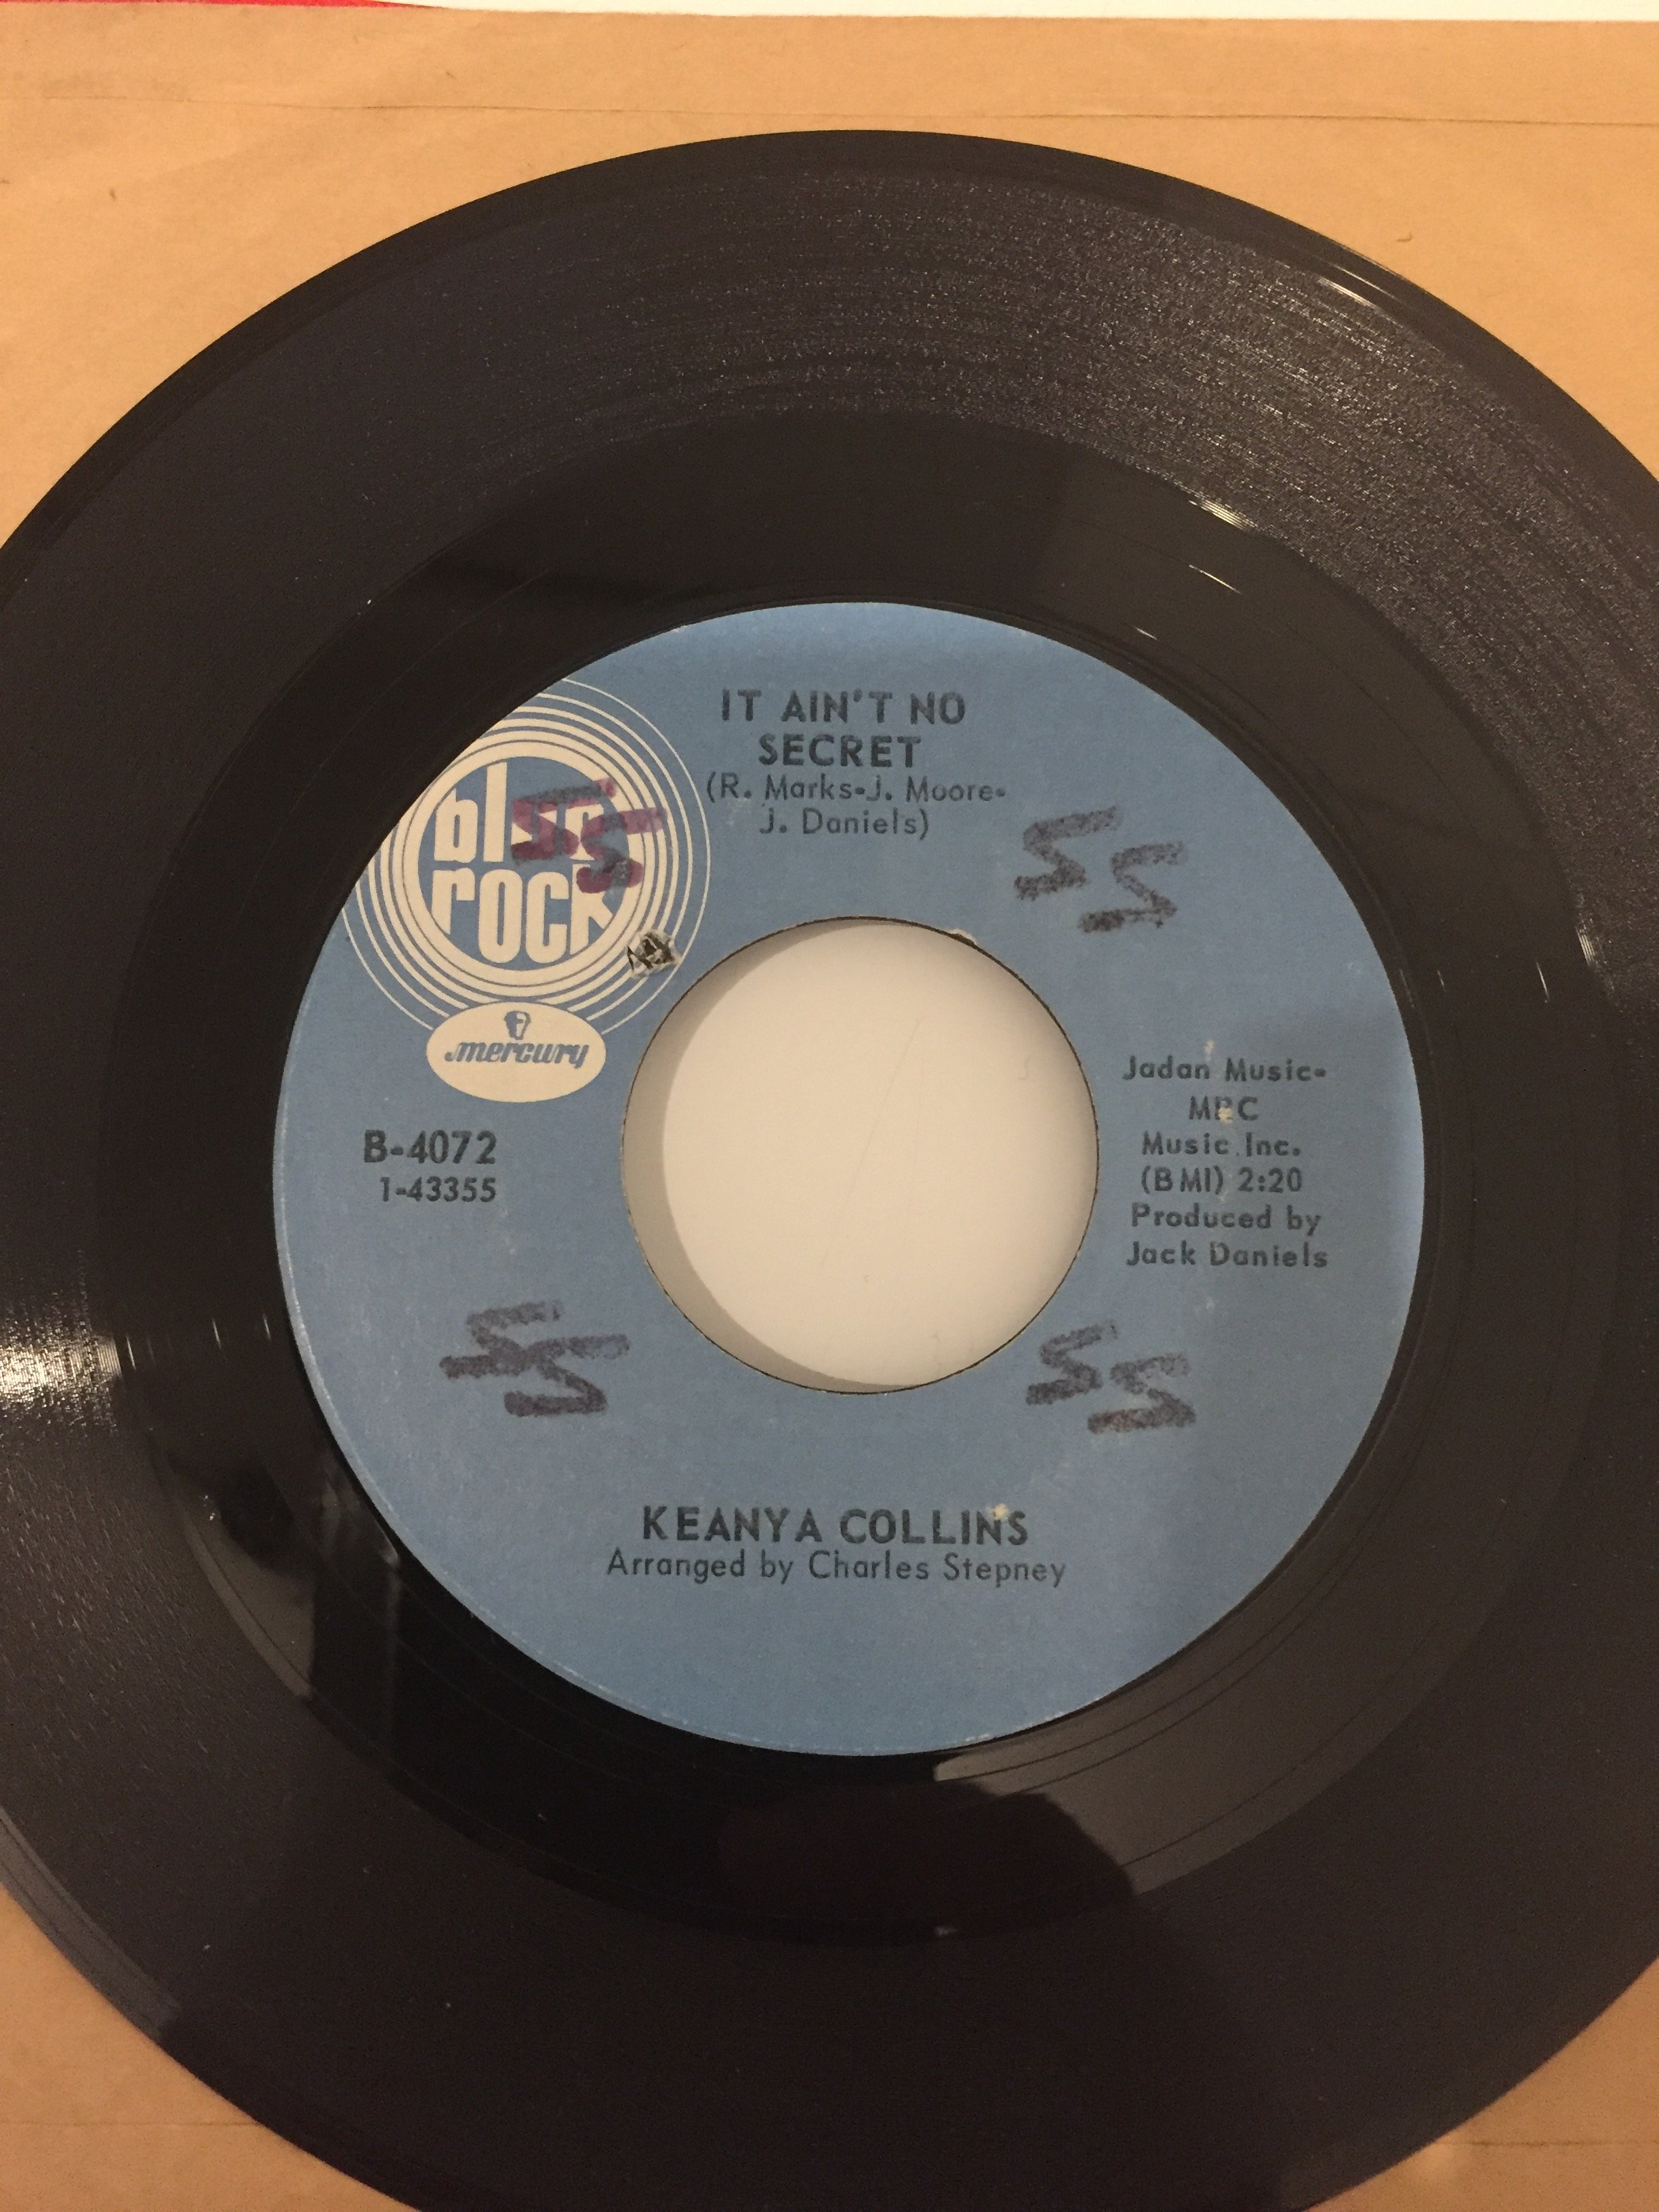 IT AIN'T NO
SECRET
(R. Marks-J. Moore-
J. Daniels)
blue
rock
mercury
B-4072
1-43355
Jadan Music-
MRC
Music Inc.
(BMI) 2:20
Produced by
Jack Daniels
KEANYA COLLINS
Arranged by Charles Stepney